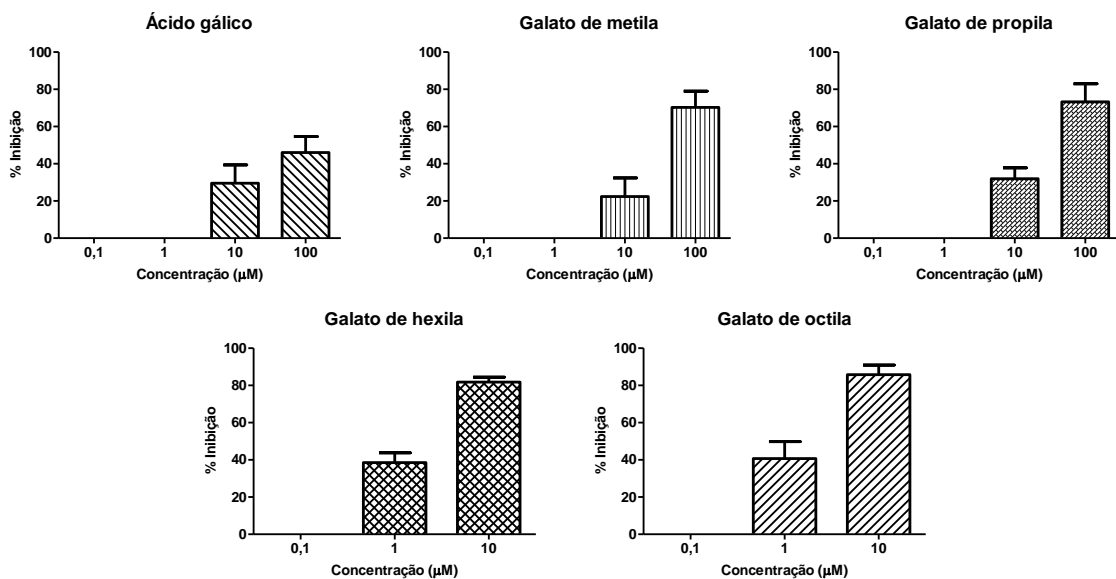 Ácido gálico
100
80
60
40
20
0
% Inibição
0,1 1 10 100
Concentração (µM)
Galato de metila
100
80
60
40
20
0
% Inibição
0,1 1 10 100
Concentração (µM)
Galato de propila
100
80
60
40
20
0
% Inibição
0,1 1 10 100
Concentração (µM)
Galato de hexila
100
80
60
40
20
0
% Inibição
0,1 1 10
Concentração (µM)
Galato de octila
100
80
60
40
20
0
% Inibição
0,1 1 10
Concentração (µM)